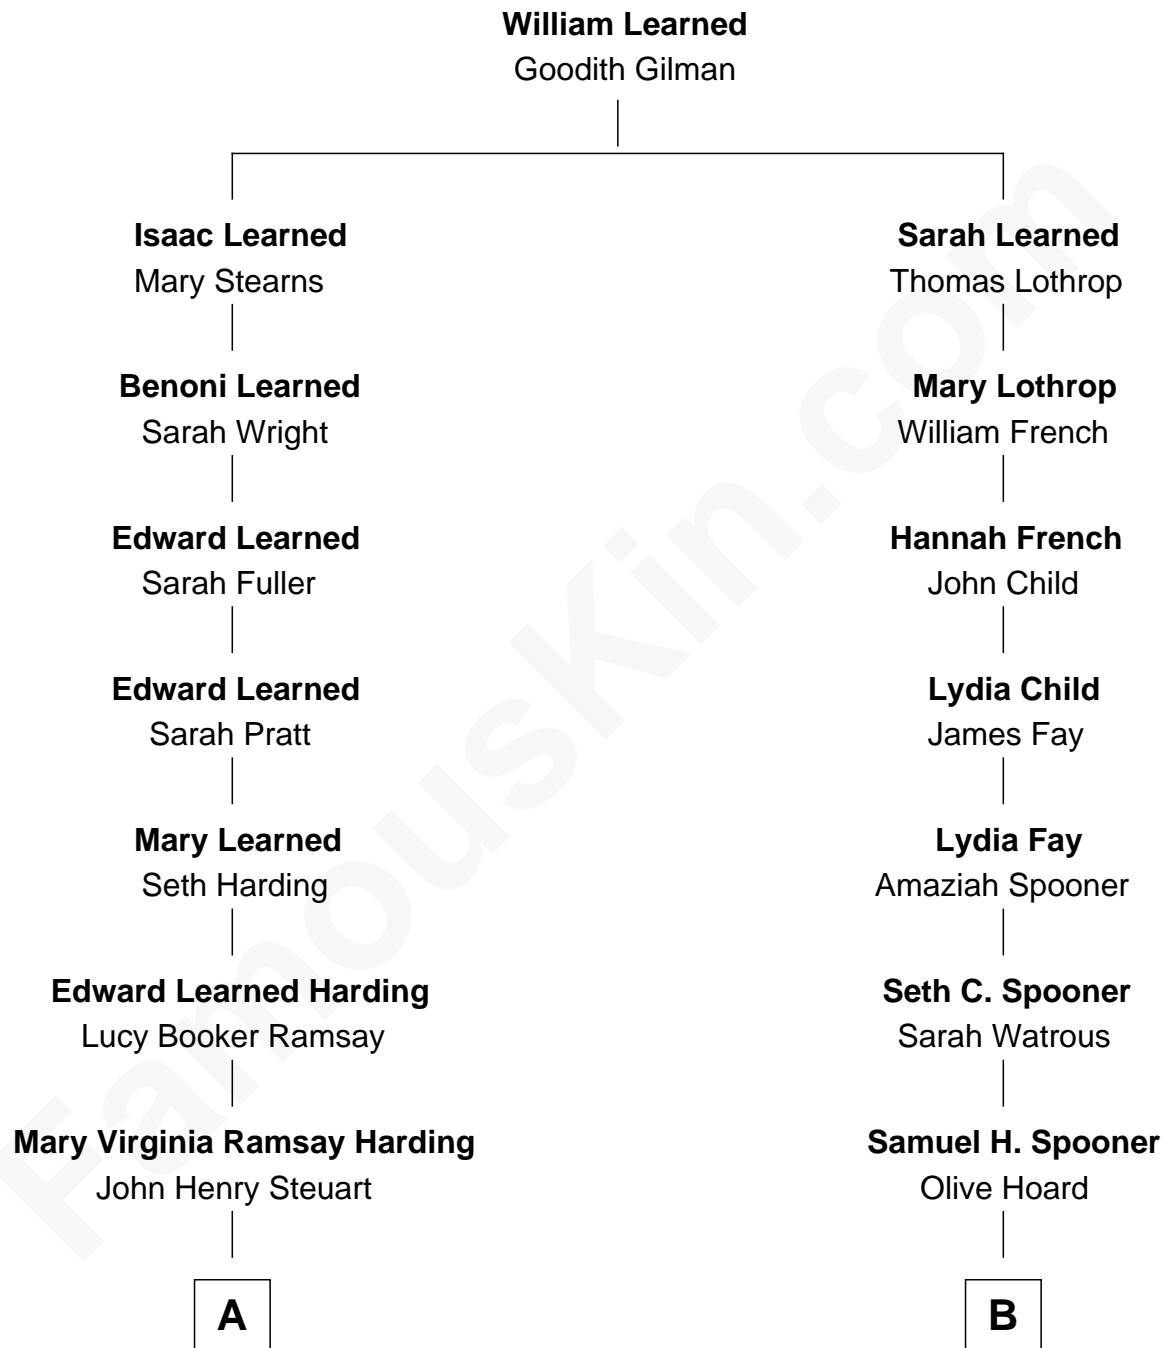 William Learned
Goodith Gilman
Isaac Learned
Mary Stearns
Sarah Learned
Thomas Lothrop
Benoni Learned
Sarah Wright
Mary Lothrop
William French
Edward Learned
Sarah Fuller
Hannah French
John Child
Edward Learned
Sarah Pratt
Lydia Child
James Fay
Mary Learned
Seth Harding
Lydia Fay
Amaziah Spooner
Edward Learned Harding
Lucy Booker Ramsay
Seth C. Spooner
Sarah Watrous
Mary Virginia Ramsay Harding
John Henry Steuart
Samuel H. Spooner
Olive Hoard
A
B
FamousKin.com